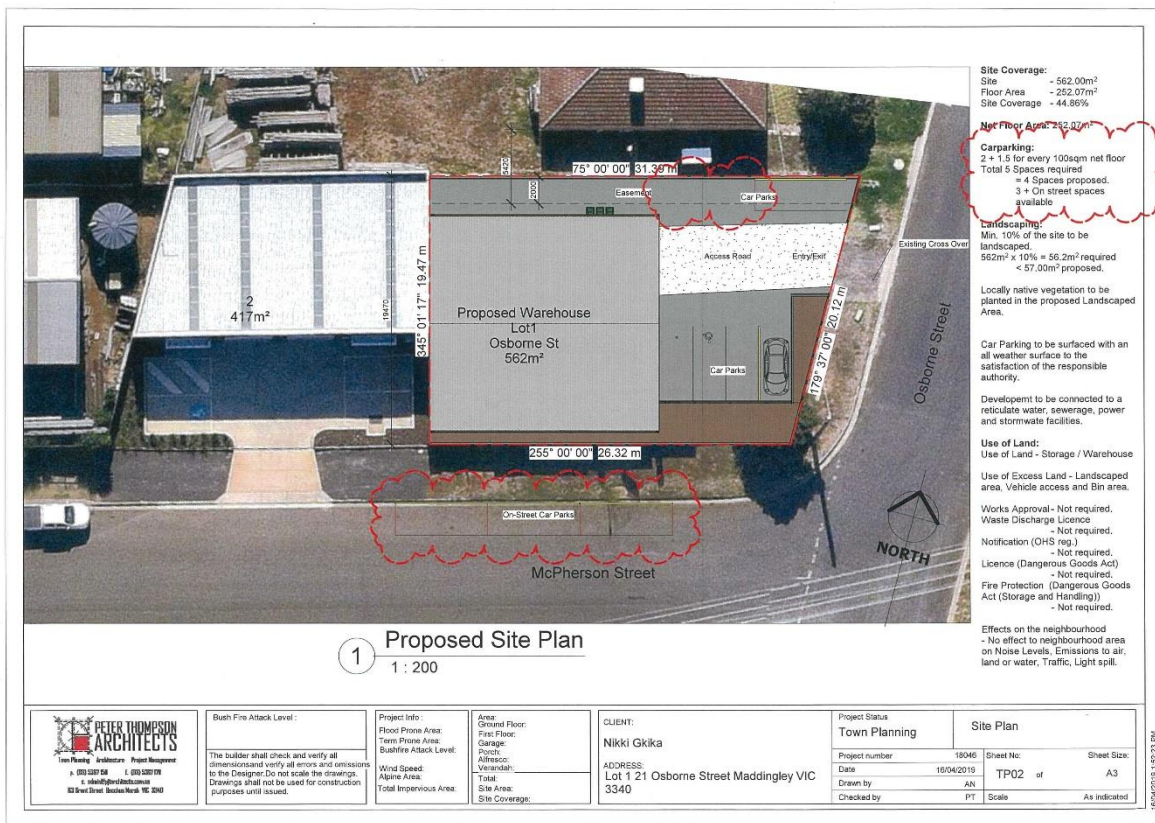 Site Coverage:
Site - 562.00m²
Floor Area - 252.07m²
Site Coverage - 44.86%
Net Floor Area: 252.07m²
Carparking:
2 + 1.5 for every 100sqm net floor
Total 5 Spaces required
= 4 Spaces proposed.
3 + On street spaces
available
Landscaping:
Min. 10% of the site to be
landscaped.
562m² x 10% = 56.2m² required
< 57.00m² proposed.
Locally native vegetation to be
planted in the proposed Landscaped
Area.
Car Parking to be surfaced with an
all weather surface to the
satisfaction of the responsible
authority.
Developemt to be connected to a
reticulate water, sewerage, power
and stormwate facilities.
Use of Land:
Use of Land - Storage / Warehouse
Use of Excess Land - Landscaped
area, Vehicle access and Bin area.
Works Approval - Not required.
Waste Discharge Licence
- Not required.
Notification (OHS reg.)
- Not required.
Licence (Dangerous Goods Act)
- Not required.
Fire Protection (Dangerous Goods
Act (Storage and Handling))
- Not required.
Effects on the neighbourhood
- No effect to neighbourhood area
on Noise Levels, Emissions to air,
land or water, Traffic, Light spill.
75° 00' 00" 31.39 m
5420
2000
Easement
Car Parks
Existing Cross Over
Access Road
Entry/Exit
345° 01' 17" 19.47 m
19470
2
417m²
Proposed Warehouse
Lot1
Osborne St
562m²
Car Parks
179° 37' 00" 20.12 m
Osborne Street
255° 00' 00" 26.32 m
On-Street Car Parks
McPherson Street
NORTH
1
Proposed Site Plan
1 : 200
PETER THOMPSON
ARCHITECTS
Town Planning Architecture Project Management
Bush Fire Attack Level :
The builder shall check and verify all
dimensionsand verify all errors and omissions
to the Designer.Do not scale the drawings.
Drawings shall not be used for construction
purposes until issued.
Project Info :
Flood Prone Area:
Term Prone Area:
Bushfire Attack Level:
Wind Speed:
Alpine Area:
Total Impervious Area:
Area:
Ground Floor:
First Floor:
Garage:
Porch:
Alfresco:
Verandah:
Total:
Site Area:
Site Coverage:
CLIENT:
Nikki Gkika
ADDRESS:
Lot 1 21 Osborne Street Maddingley VIC
3340
Project Status
Town Planning
Site Plan
Project number 18046
Sheet No: Sheet Size:
Date 16/04/2019
TP02 of A3
Drawn by AN
Checked by PT
Scale As indicated
16/04/2019 1:52:23 PM